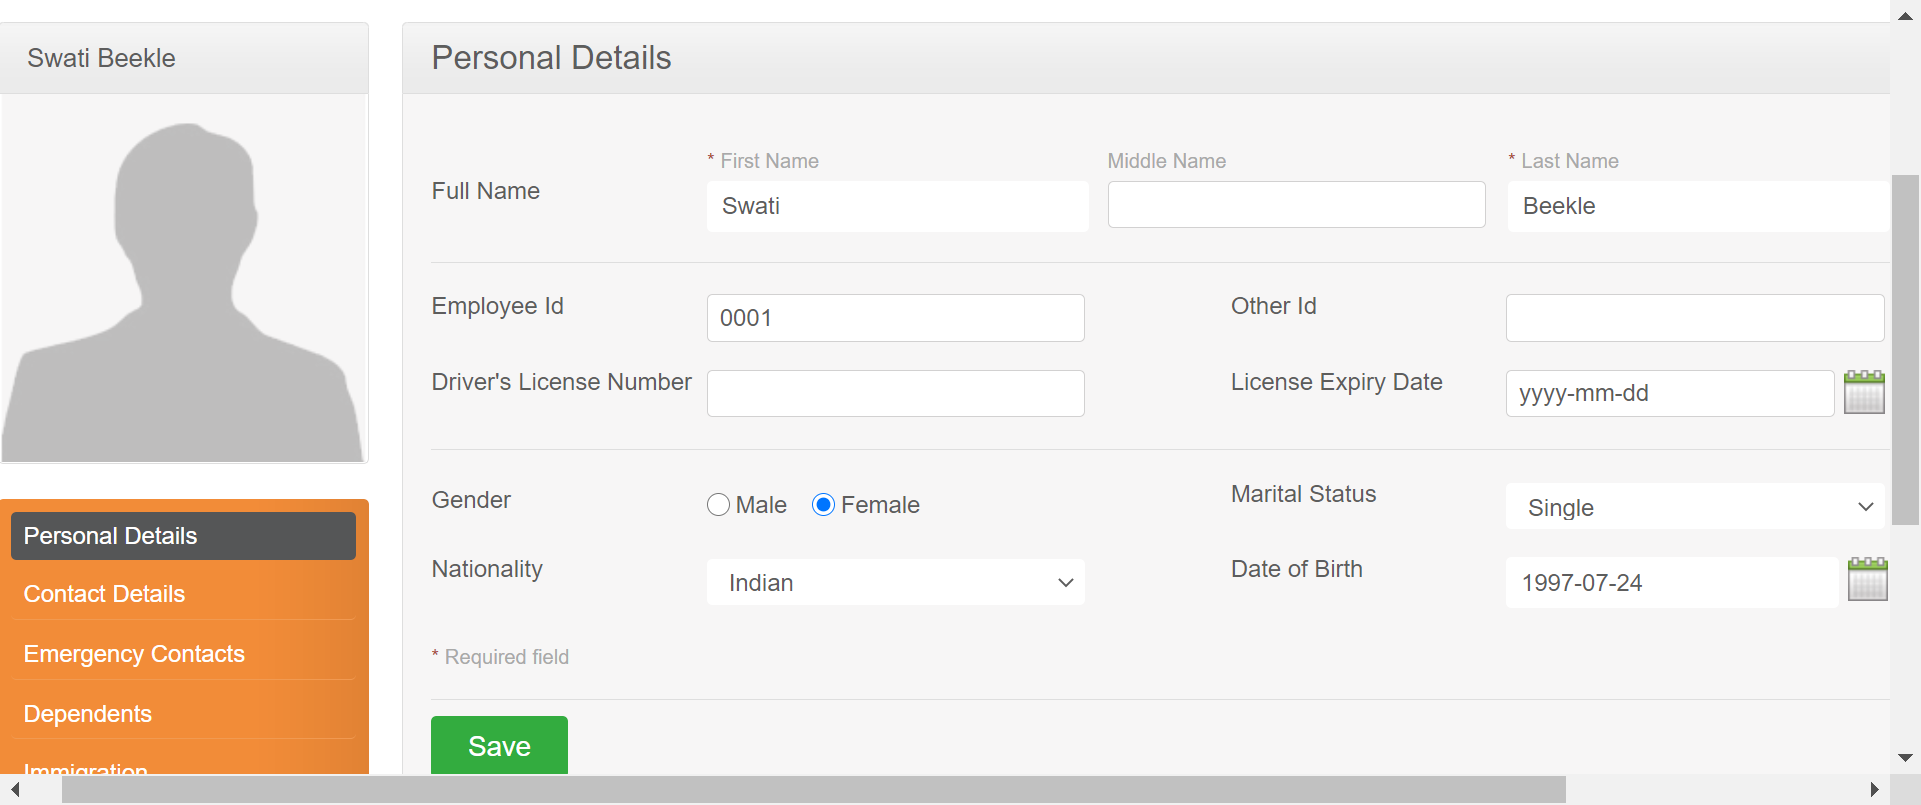 Swati Beekle
Personal Details
Contact Details
Emergency Contacts
Dependents
Immigration
Personal Details
* First Name
Middle Name
* Last Name
Full Name
Swati
Beekle
Employee Id
0001
Other Id
Driver's License Number
License Expiry Date
yyyy-mm-dd
Gender
Male
Female
Marital Status
Single
Nationality
Indian
Date of Birth
1997-07-24
* Required field
Save